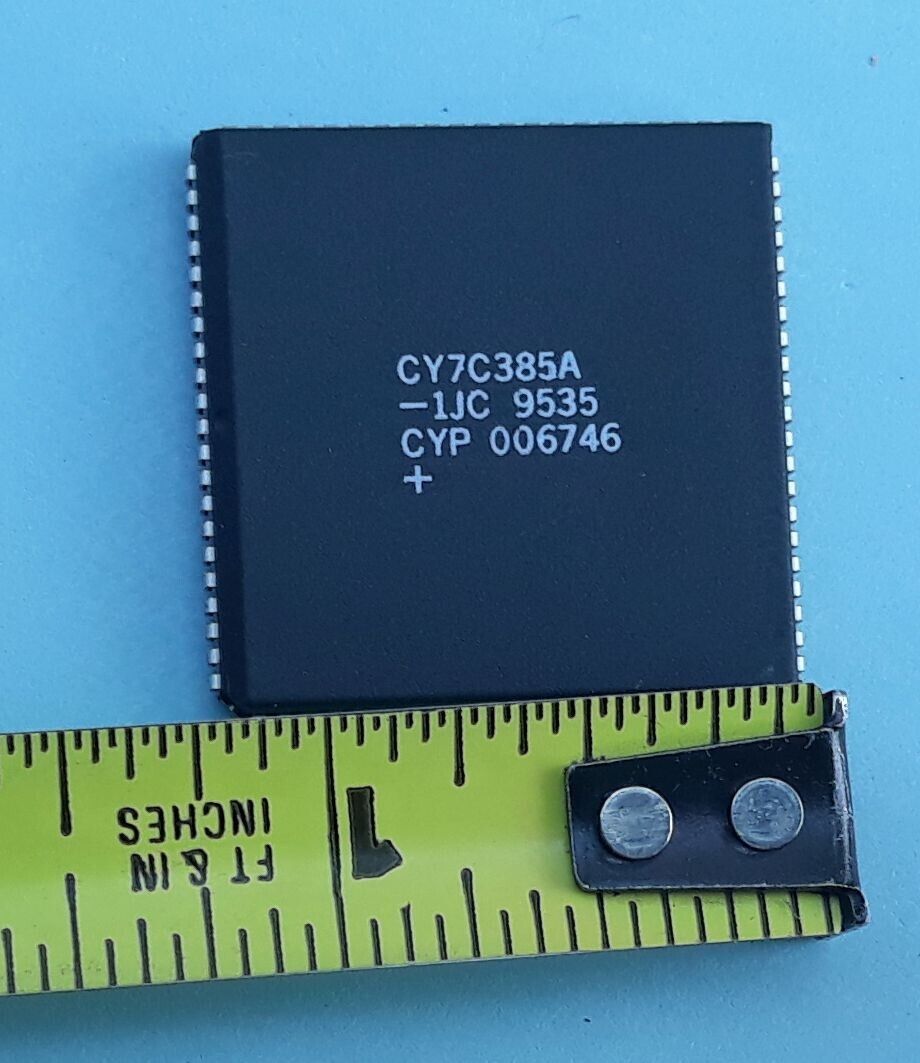 CY7C385A
-1JC 9535
CYP 006746
+
1
FT & IN
INCHES